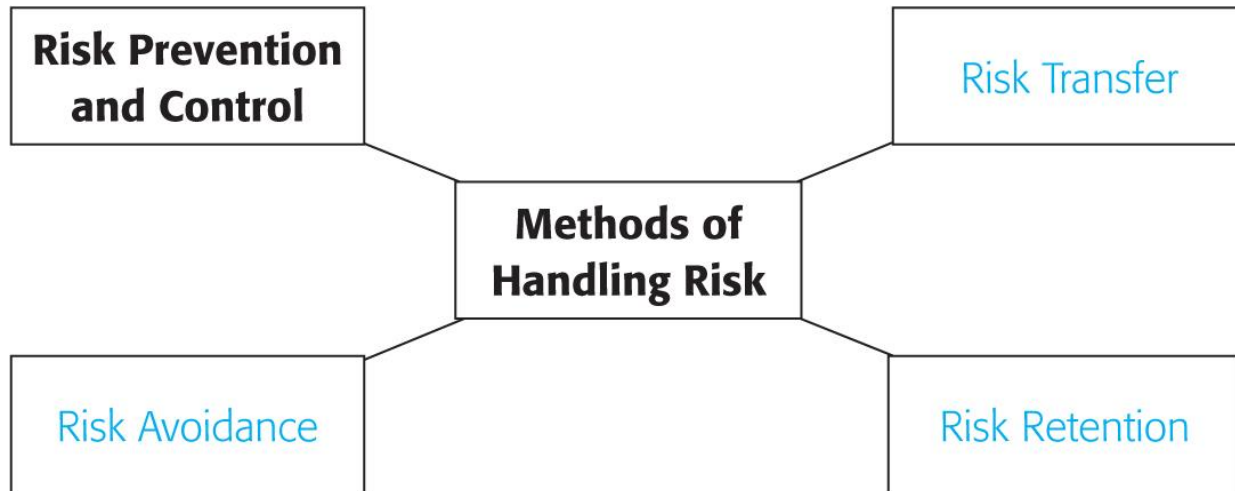 Risk Prevention
and Control
Risk Transfer
Methods of
Handling Risk
Risk Avoidance
Risk Retention